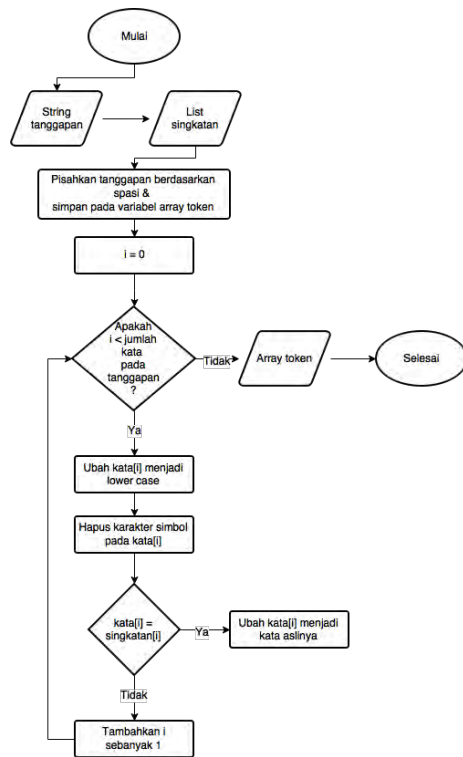 Mulai
String
tanggapan
List
singkatan
Pisahkan tanggapan berdasarkan
spasi &
simpan pada variabel array token
i = 0
Apakah
i < jumlah
kata
pada
tanggapan
?
Tidak
Array token
Selesai
Ya
Ubah kata[i] menjadi
lower case
Hapus karakter simbol
pada kata[i]
kata[i] =
singkatan[i]
Ya
Ubah kata[i] menjadi
kata aslinya
Tidak
Tambahkan i
sebanyak 1